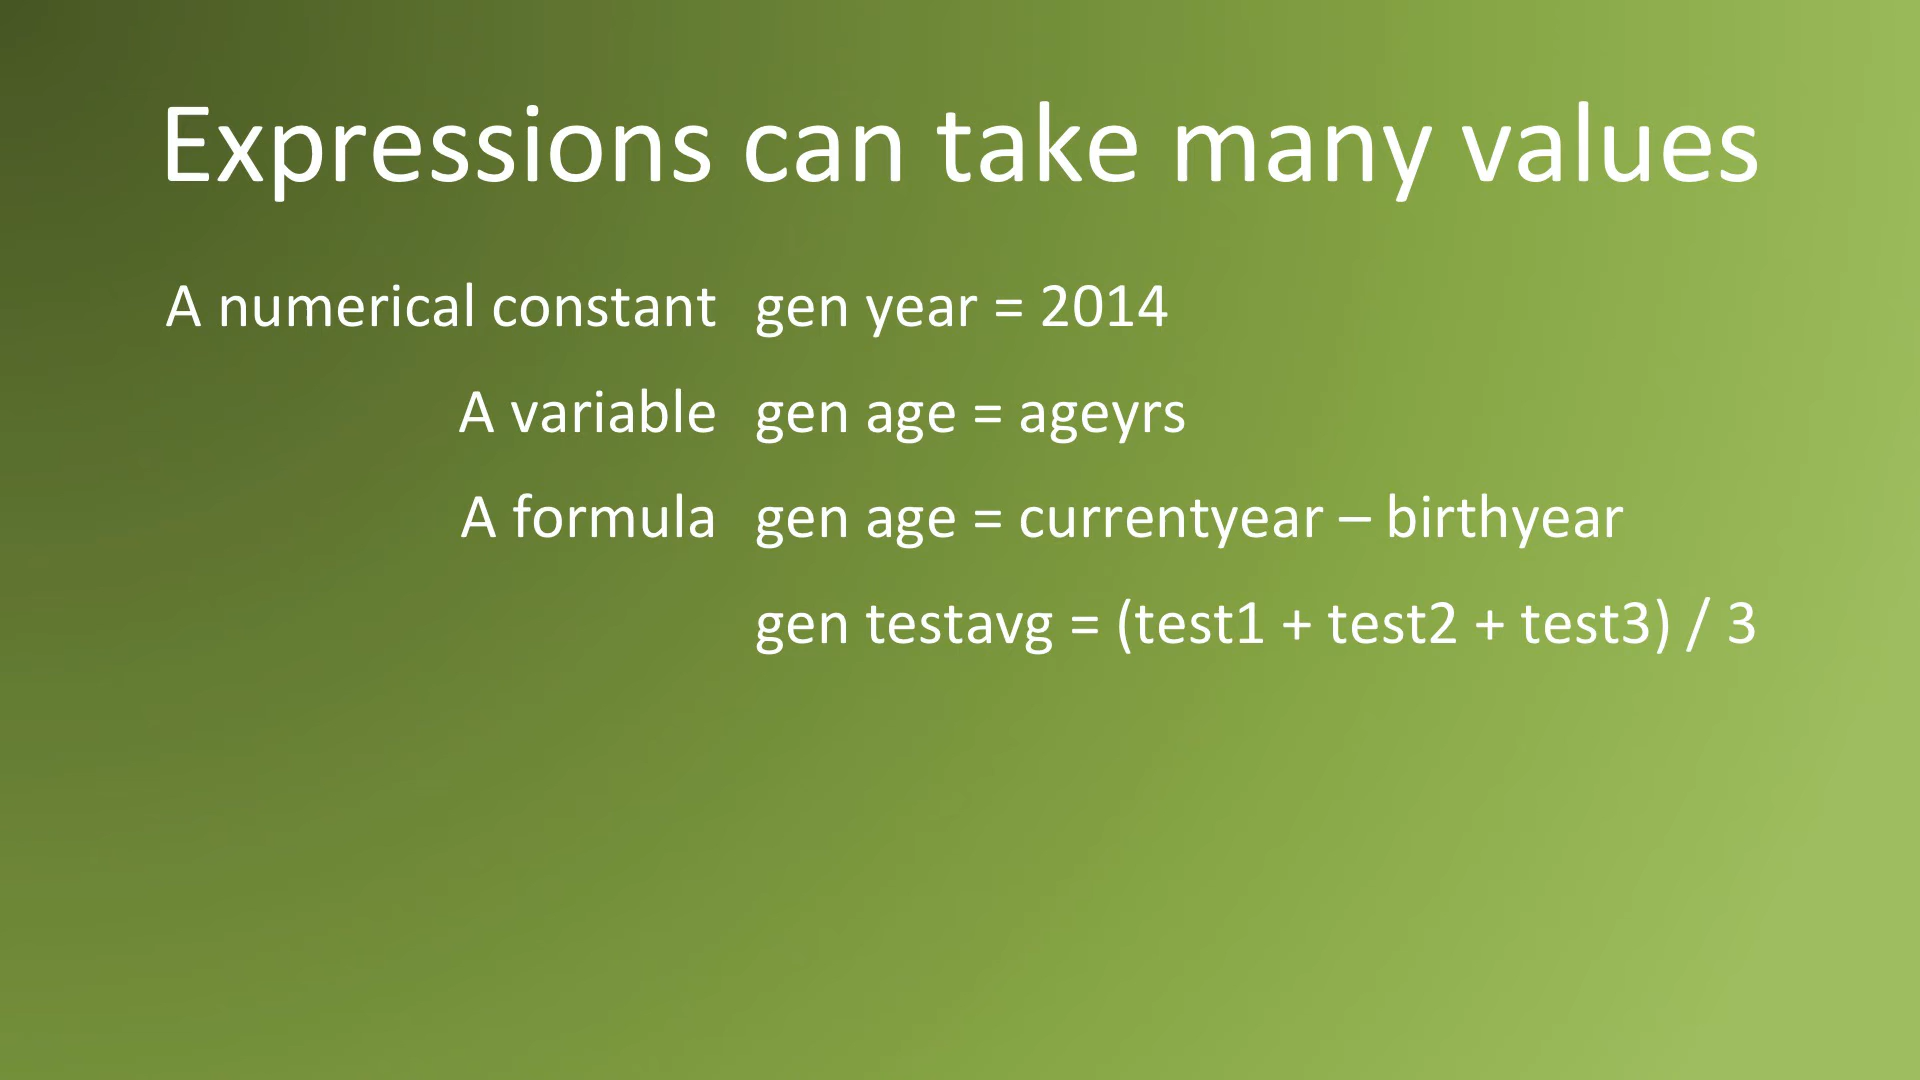 Expressions can take many values
A numerical constant gen year = 2014
A variable gen age = ageyrs
A formula gen age = currentyear – birthyear
gen testavg = (test1 + test2 + test3) / 3